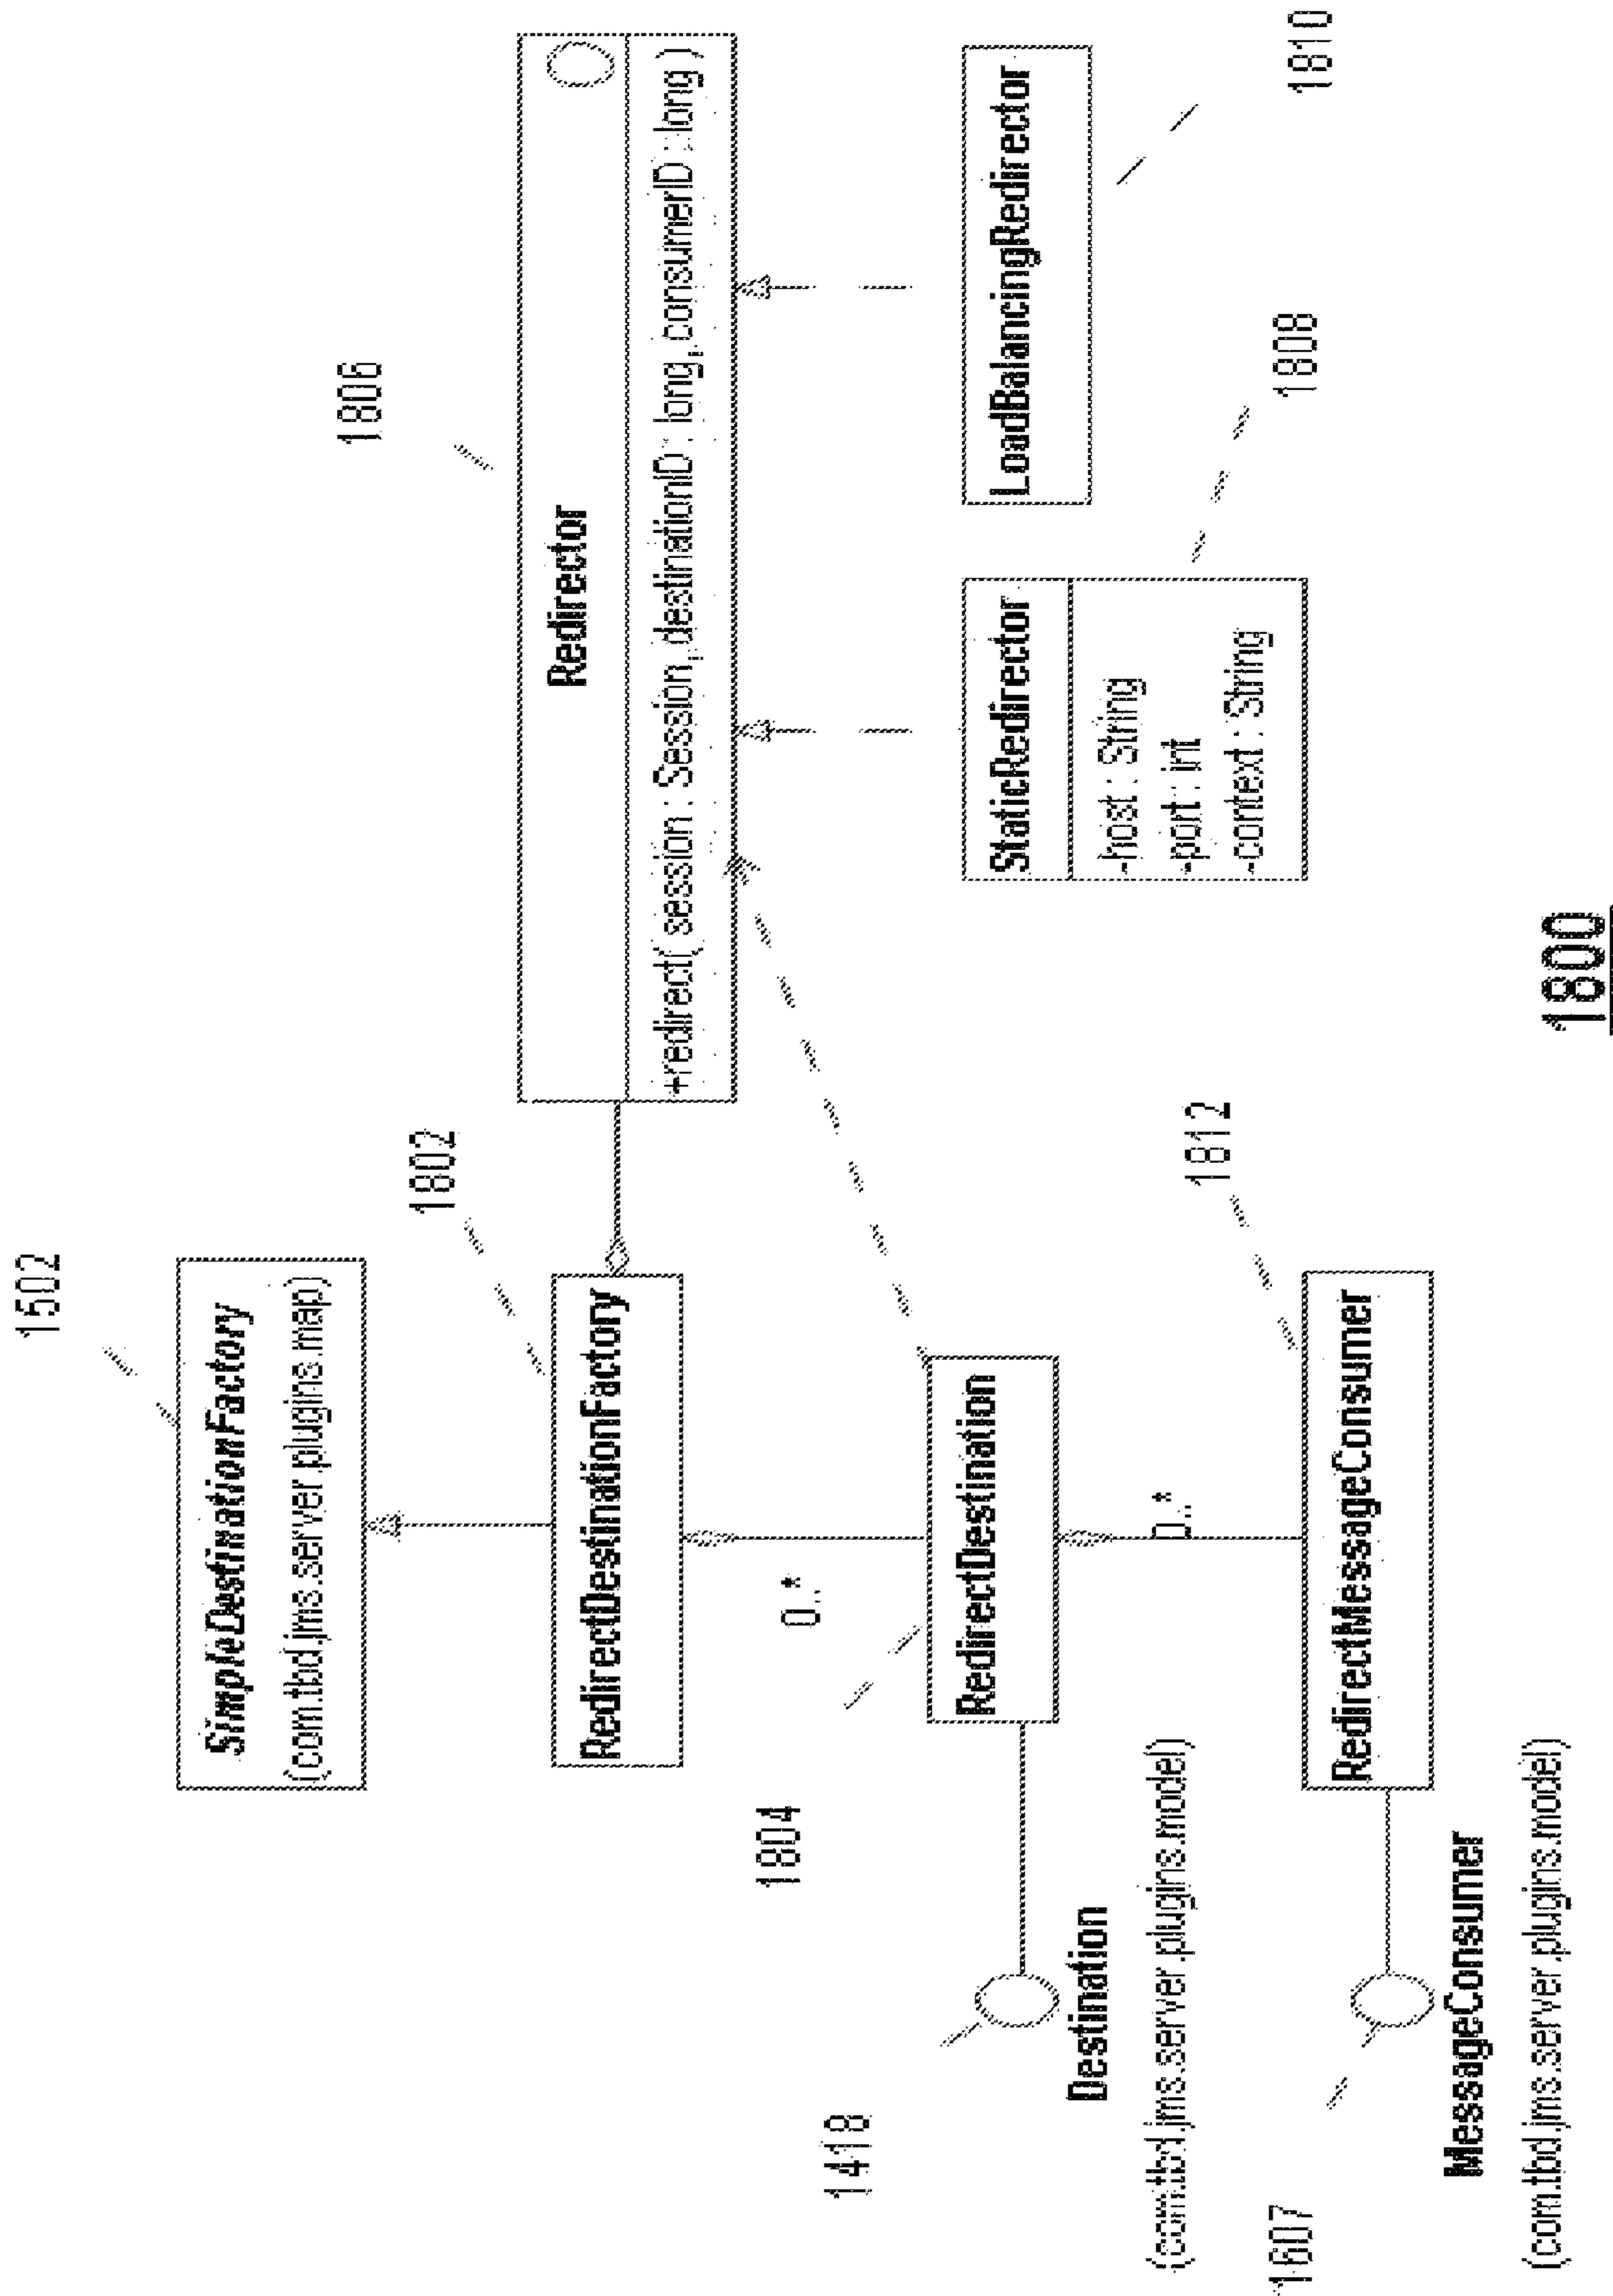 1502
SimpleDestinationFactory
(com.tbd.jms.server.plugins.map)
1802
RedirectDestinationFactory
1806
Redirector
+redirect( session : Session, destinationID : long, consumerID : long )
0..*
1804
RedirectDestination
1418
Destination
(com.tbd.jms.server.plugins.model)
StaticRedirector
-host : String
-port : int
-context : String
1808
LoadBalancingRedirector
1810
0..*
1812
RedirectMessageConsumer
1607
MessageConsumer
(com.tbd.jms.server.plugins.model)
1800